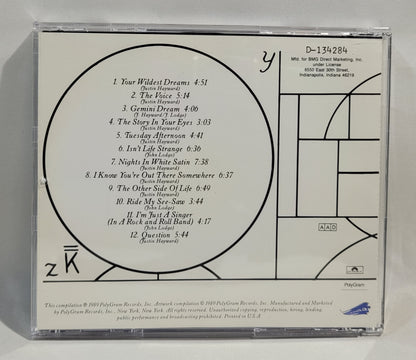 D-134284
Mfd. for BMG Direct Marketing, Inc.
under License
6550 East 30th Street,
Indianapolis, Indiana 46219
y
1. Your Wildest Dreams 4:51
(Justin Hayward)
2. The Voice 5:14
(Justin Hayward)
3. Gemini Dream 4:06
(J. Hayward/J. Lodge)
4. The Story In Your Eyes 3:03
(Justin Hayward)
5. Tuesday Afternoon 4:41
(Justin Hayward)
6. Isn't Life Strange 6:36
(John Lodge)
7. Nights In White Satin 7:38
(Justin Hayward)
8. I Know You're Out There Somewhere 6:37
(Justin Hayward)
9. The Other Side Of Life 6:49
(Justin Hayward)
10. Ride My See-Saw 3:44
(John Lodge)
11. I'm Just A Singer
(In A Rock and Roll Band) 4:17
(John Lodge)
12. Question 5:44
(Justin Hayward)
AAD
z K
PolyGram
This compilation ℗ 1989 PolyGram Records, Inc. Artwork compilation © 1989 PolyGram Records, Inc. Manufactured and Marketed
by PolyGram Records, Inc., New York, New York. All rights reserved. Unauthorized copying, reproduction, hiring, lending,
public performance and broadcasting prohibited. Printed in U.S.A.